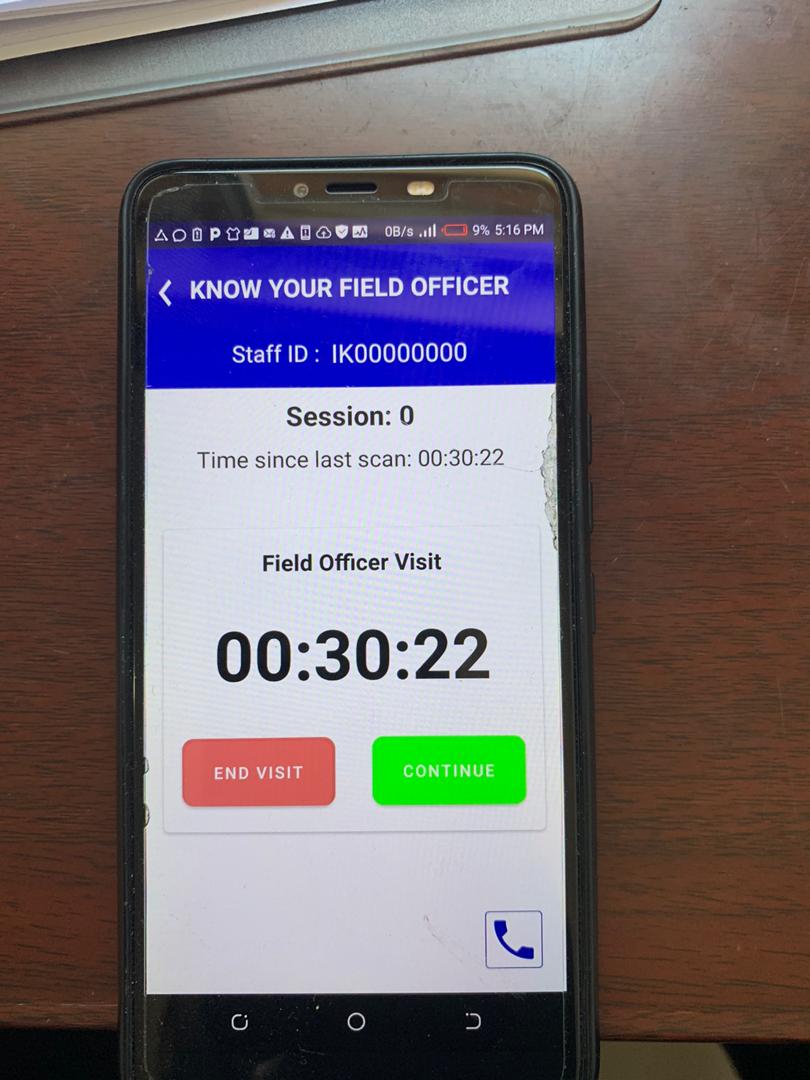 0B/s 9% 5:16 PM
KNOW YOUR FIELD OFFICER
Staff ID : IK00000000
Session: 0
Time since last scan: 00:30:22
Field Officer Visit
00:30:22
END VISIT CONTINUE